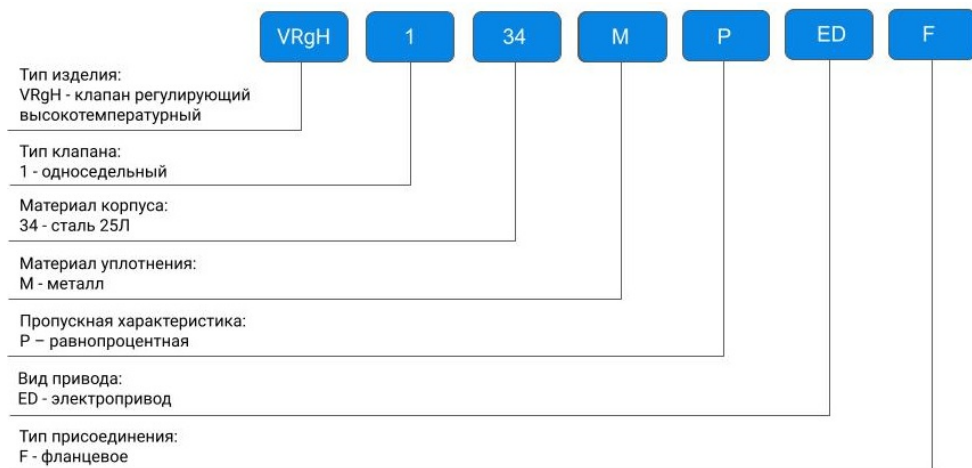 VRgH 1 34 M P ED F
Тип изделия:
VRgH - клапан регулирующий
высокотемпературный
Тип клапана:
1 - односедельный
Материал корпуса:
34 - сталь 25Л
Материал уплотнения:
М - металл
Пропускная характеристика:
Р – равнопроцентная
Вид привода:
ED - электропривод
Тип присоединения:
F - фланцевое